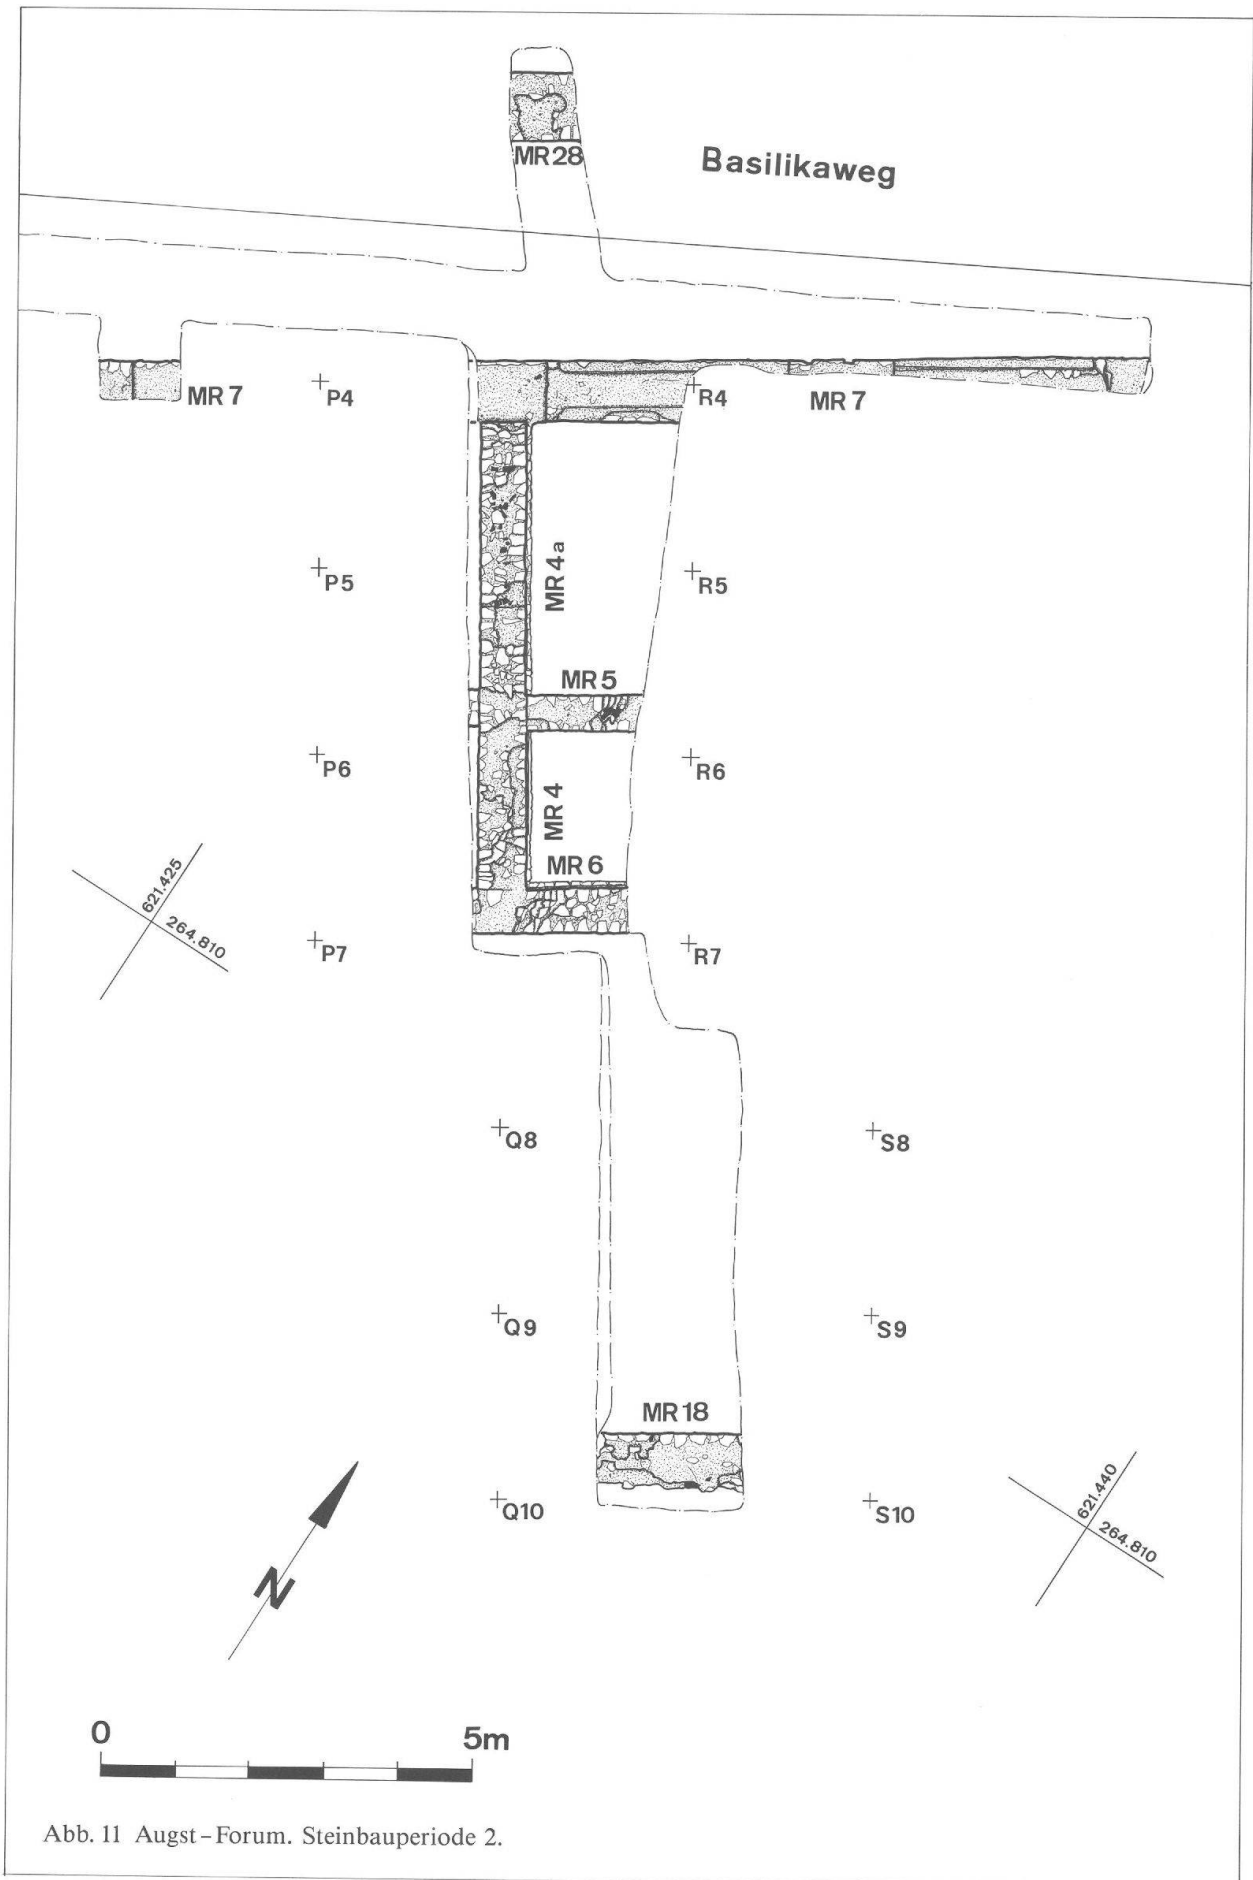 MR 28
Basilikaweg
MR 7
P4
R4
MR 7
MR 4a
P5
R5
MR 5
P6
R6
MR 4
MR 6
621.425
264.810
P7
R7
Q8
S8
Q9
S9
MR 18
Q10
S10
621.440
264.810
N
0
5m
Abb. 11 Augst–Forum. Steinbauperiode 2.